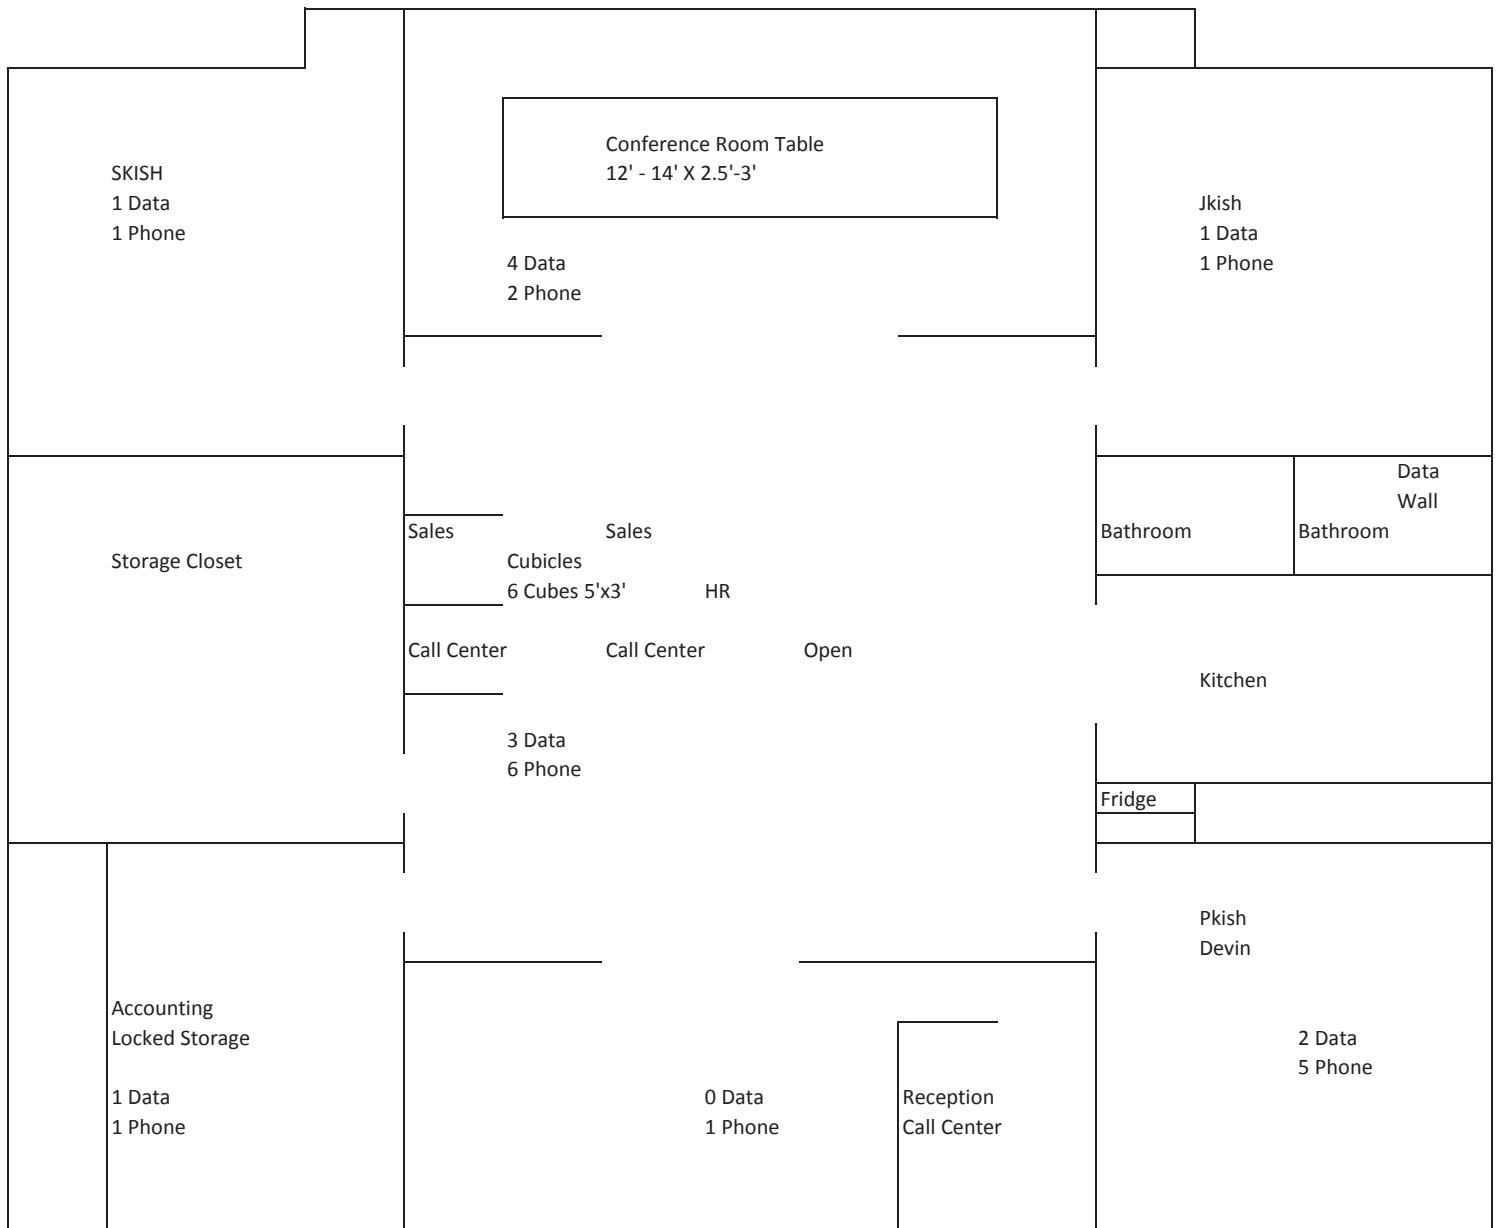 Conference Room Table
12' - 14' X 2.5'-3'
SKISH
1 Data
1 Phone
4 Data
2 Phone
Jkish
1 Data
1 Phone
Data
Wall
Bathroom
Bathroom
Storage Closet
Sales
Sales
Cubicles
6 Cubes 5'x3'
HR
Call Center
Call Center
Open
3 Data
6 Phone
Kitchen
Fridge
Pkish
Devin
2 Data
5 Phone
Accounting
Locked Storage
1 Data
1 Phone
0 Data
1 Phone
Reception
Call Center